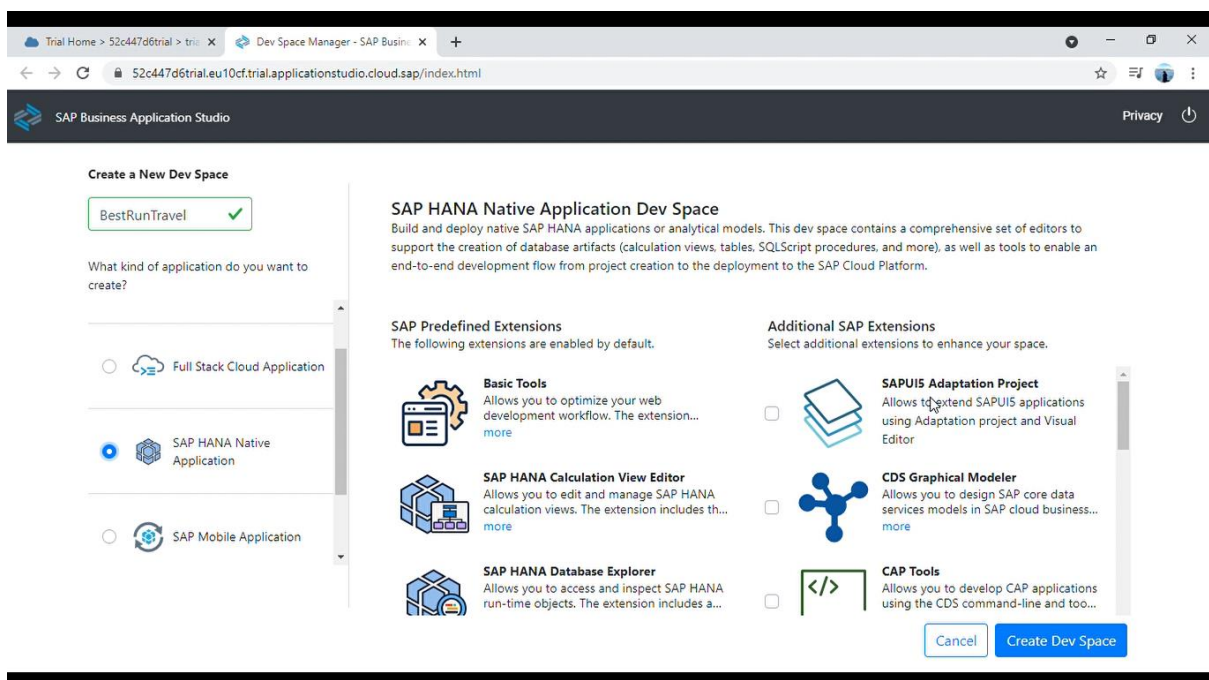 Trial Home > 52c447d6trial > tria
Dev Space Manager - SAP Busine
52c447d6trial.eu10cf.trial.applicationstudio.cloud.sap/index.html
SAP Business Application Studio
Privacy
Create a New Dev Space
BestRunTravel
What kind of application do you want to
create?
Full Stack Cloud Application
SAP HANA Native
Application
SAP Mobile Application
SAP HANA Native Application Dev Space
Build and deploy native SAP HANA applications or analytical models. This dev space contains a comprehensive set of editors to
support the creation of database artifacts (calculation views, tables, SQLScript procedures, and more), as well as tools to enable an
end-to-end development flow from project creation to the deployment to the SAP Cloud Platform.
SAP Predefined Extensions
The following extensions are enabled by default.
Basic Tools
Allows you to optimize your web
development workflow. The extension...
more
SAP HANA Calculation View Editor
Allows you to edit and manage SAP HANA
calculation views. The extension includes th...
more
SAP HANA Database Explorer
Allows you to access and inspect SAP HANA
run-time objects. The extension includes a...
Additional SAP Extensions
Select additional extensions to enhance your space.
SAPUI5 Adaptation Project
Allows to extend SAPUI5 applications
using Adaptation project and Visual
Editor
CDS Graphical Modeler
Allows you to design SAP core data
services models in SAP cloud business...
more
CAP Tools
Allows you to develop CAP applications
using the CDS command-line and too...
Cancel
Create Dev Space